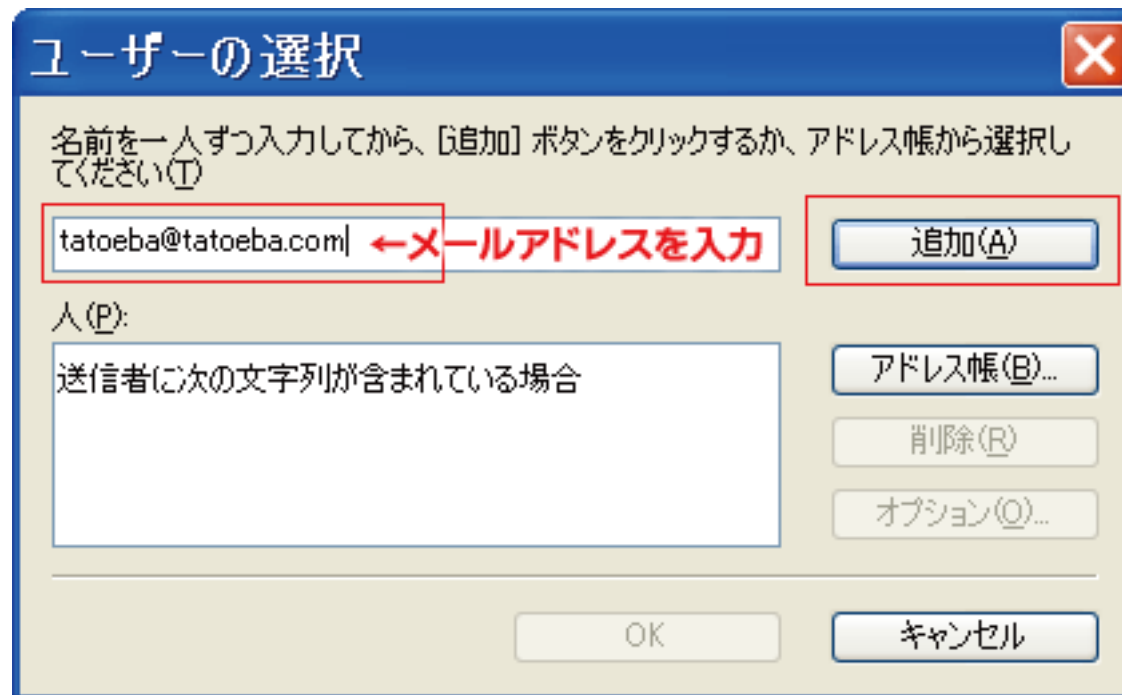 ユーザーの選択
名前を一人ずつ入力してから、[追加] ボタンをクリックするか、アドレス帳から選択し
てください(T)
tatoeba@tatoeba.com ←メールアドレスを入力
追加(A)
人(P):
送信者に次の文字列が含まれている場合
アドレス帳(B)...
削除(R)
オプション(O)...
OK
キャンセル